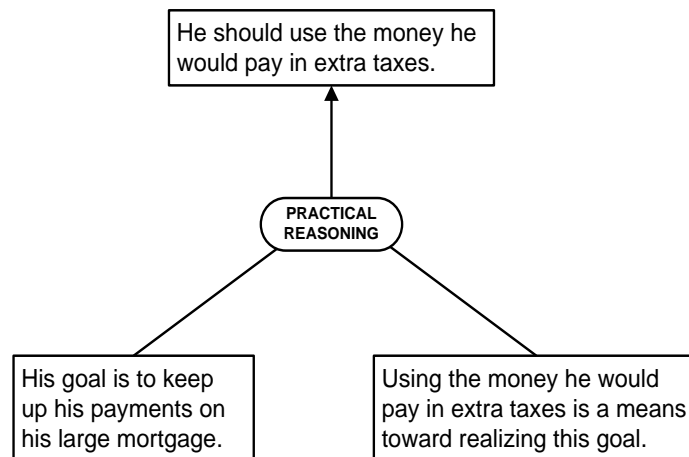 He should use the money he
would pay in extra taxes.
PRACTICAL
REASONING
His goal is to keep
up his payments on
his large mortgage.
Using the money he would
pay in extra taxes is a means
toward realizing this goal.